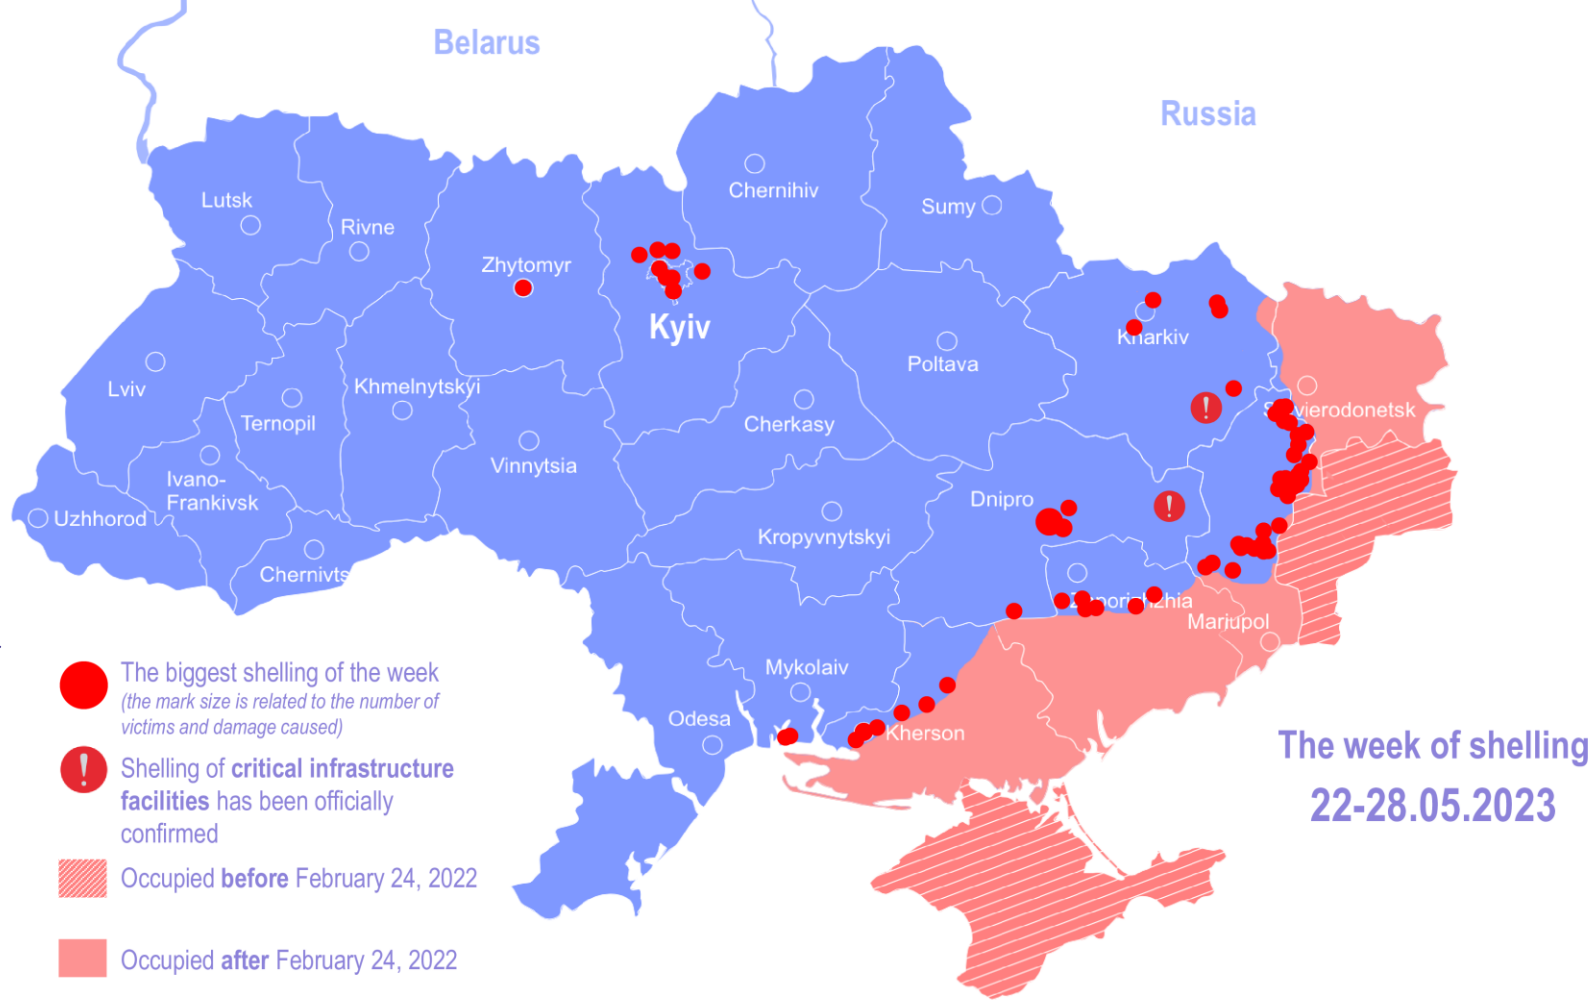 Belarus
Russia
Chernihiv
Lutsk
Sumy
Rivne
Zhytomyr
Kyiv
Kharkiv
Poltava
Lviv
Khmelnytskyi
Ternopil
Cherkasy
Sievierodonetsk
Vinnytsia
Ivano-
Frankivsk
Dnipro
Uzhhorod
Kropyvnytskyi
Chernivts
Zaporizhzhia
Mariupol
Mykolaiv
Odesa
Kherson
The biggest shelling of the week
(the mark size is related to the number of
victims and damage caused)
Shelling of critical infrastructure
facilities has been officially
confirmed
Occupied before February 24, 2022
Occupied after February 24, 2022
The week of shelling
22-28.05.2023